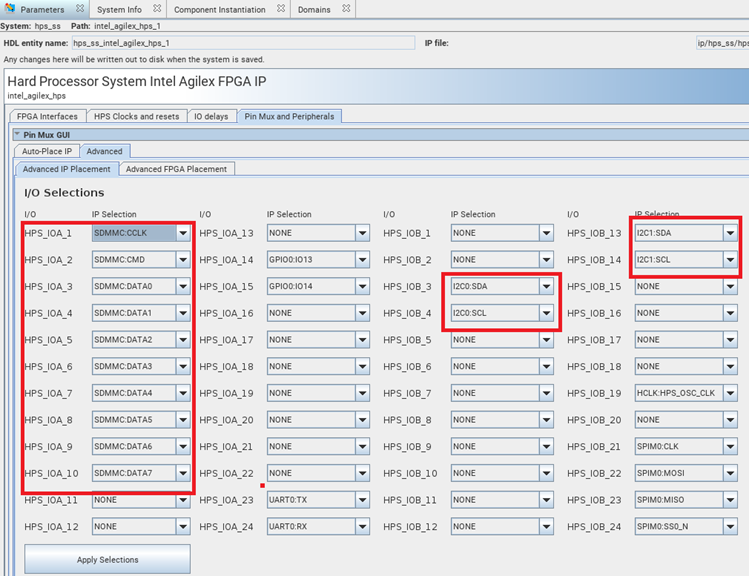 Parameters System Info Component Instantiation Domains
System: hps_ss Path: intel_agilex_hps_1
HDL entity name: hps_ss_intel_agilex_hps_1 IP file: ip/hps_ss/hps
Any changes here will be written out to disk when the system is saved.
Hard Processor System Intel Agilex FPGA IP
intel_agilex_hps
FPGA Interfaces HPS Clocks and resets IO delays Pin Mux and Peripherals
Pin Mux GUI
Auto-Place IP Advanced
Advanced IP Placement Advanced FPGA Placement
I/O Selections
I/O IP Selection I/O IP Selection I/O IP Selection I/O IP Selection
HPS_IOA_1 SDMMC:CCLK HPS_IOA_13 NONE HPS_IOB_1 NONE HPS_IOB_13 I2C1:SDA
HPS_IOA_2 SDMMC:CMD HPS_IOA_14 GPIO0:IO13 HPS_IOB_2 NONE HPS_IOB_14 I2C1:SCL
HPS_IOA_3 SDMMC:DATA0 HPS_IOA_15 GPIO0:IO14 HPS_IOB_3 I2C0:SDA HPS_IOB_15 NONE
HPS_IOA_4 SDMMC:DATA1 HPS_IOA_16 NONE HPS_IOB_4 I2C0:SCL HPS_IOB_16 NONE
HPS_IOA_5 SDMMC:DATA2 HPS_IOA_17 NONE HPS_IOB_5 NONE HPS_IOB_17 NONE
HPS_IOA_6 SDMMC:DATA3 HPS_IOA_18 NONE HPS_IOB_6 NONE HPS_IOB_18 NONE
HPS_IOA_7 SDMMC:DATA4 HPS_IOA_19 NONE HPS_IOB_7 NONE HPS_IOB_19 HCLK:HPS_OSC_CLK
HPS_IOA_8 SDMMC:DATA5 HPS_IOA_20 NONE HPS_IOB_8 NONE HPS_IOB_20 NONE
HPS_IOA_9 SDMMC:DATA6 HPS_IOA_21 NONE HPS_IOB_9 NONE HPS_IOB_21 SPIM0:CLK
HPS_IOA_10 SDMMC:DATA7 HPS_IOA_22 NONE HPS_IOB_10 NONE HPS_IOB_22 SPIM0:MOSI
HPS_IOA_11 NONE HPS_IOA_23 UART0:TX HPS_IOB_11 NONE HPS_IOB_23 SPIM0:MISO
HPS_IOA_12 NONE HPS_IOA_24 UART0:RX HPS_IOB_12 NONE HPS_IOB_24 SPIM0:SS0_N
Apply Selections